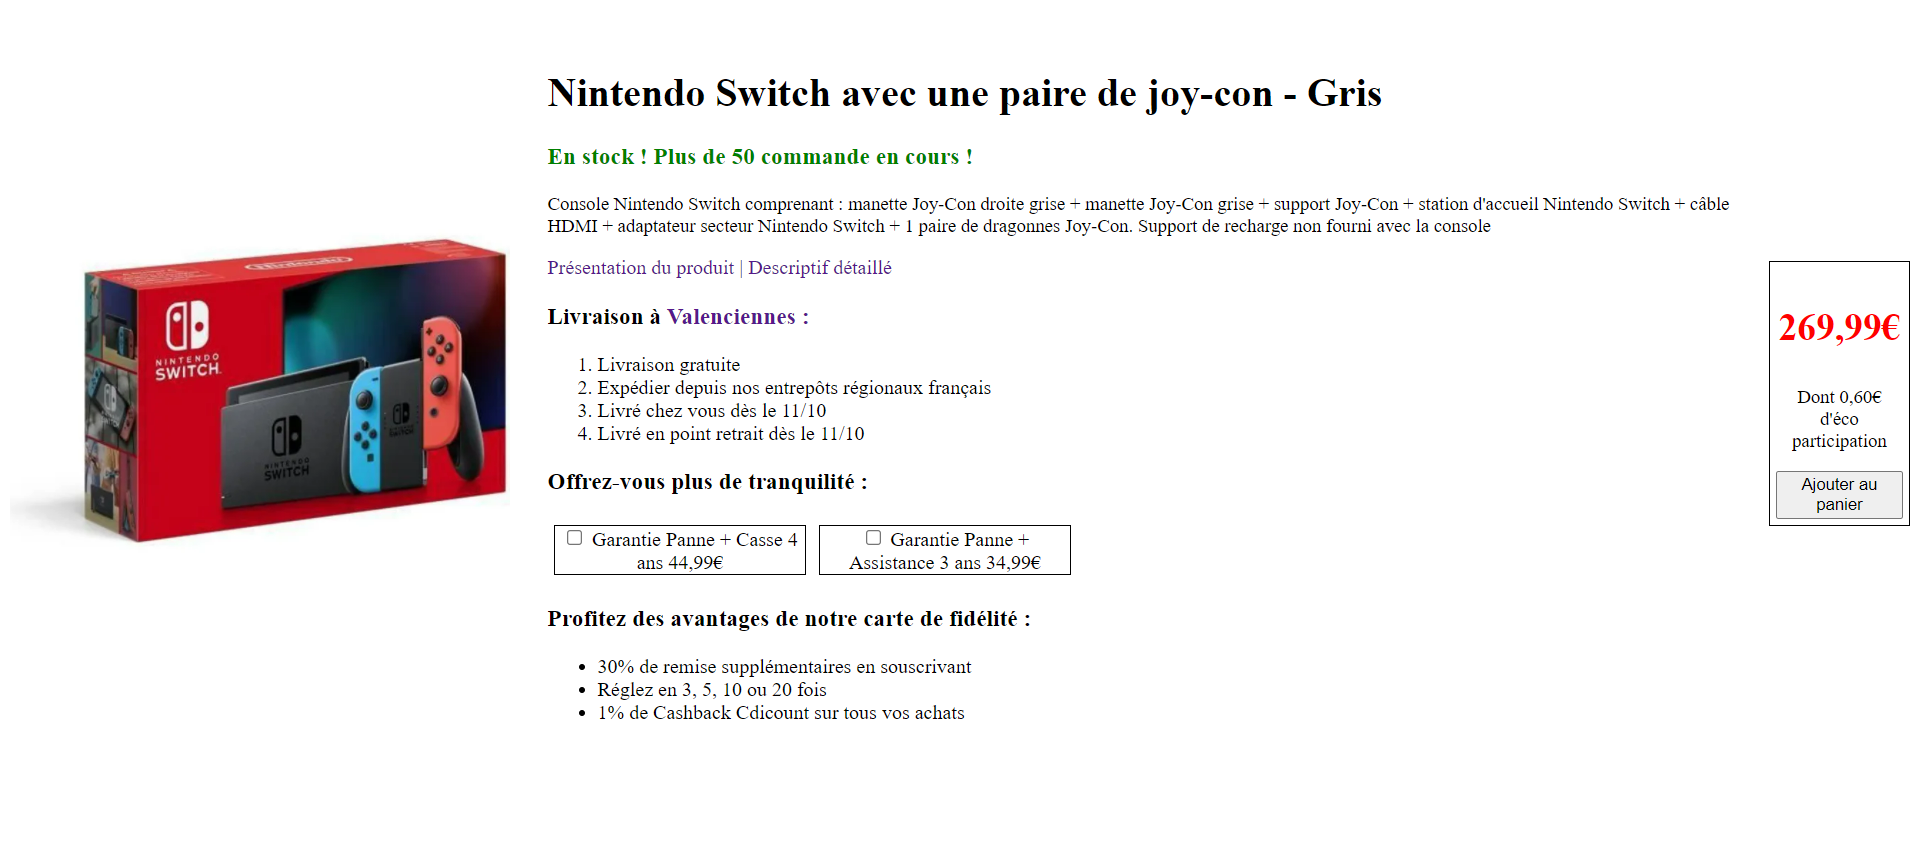 Nintendo Switch avec une paire de joy-con - Gris
En stock ! Plus de 50 commande en cours !
Console Nintendo Switch comprenant : manette Joy-Con droite grise + manette Joy-Con grise + support Joy-Con + station d'accueil Nintendo Switch + câble
HDMI + adaptateur secteur Nintendo Switch + 1 paire de dragonnes Joy-Con. Support de recharge non fourni avec la console
Présentation du produit | Descriptif détaillé
Livraison à Valenciennes :
1. Livraison gratuite
2. Expédier depuis nos entrepôts régionaux français
3. Livré chez vous dès le 11/10
4. Livré en point retrait dès le 11/10
Offrez-vous plus de tranquilité :
Garantie Panne + Casse 4
ans 44,99€
Garantie Panne +
Assistance 3 ans 34,99€
Profitez des avantages de notre carte de fidélité :
• 30% de remise supplémentaires en souscrivant
• Réglez en 3, 5, 10 ou 20 fois
• 1% de Cashback Cdicount sur tous vos achats
269,99€
Dont 0,60€
d'éco
participation
Ajouter au
panier
Nintendo
NINTENDO
SWITCH
NINTENDO
SWITCH